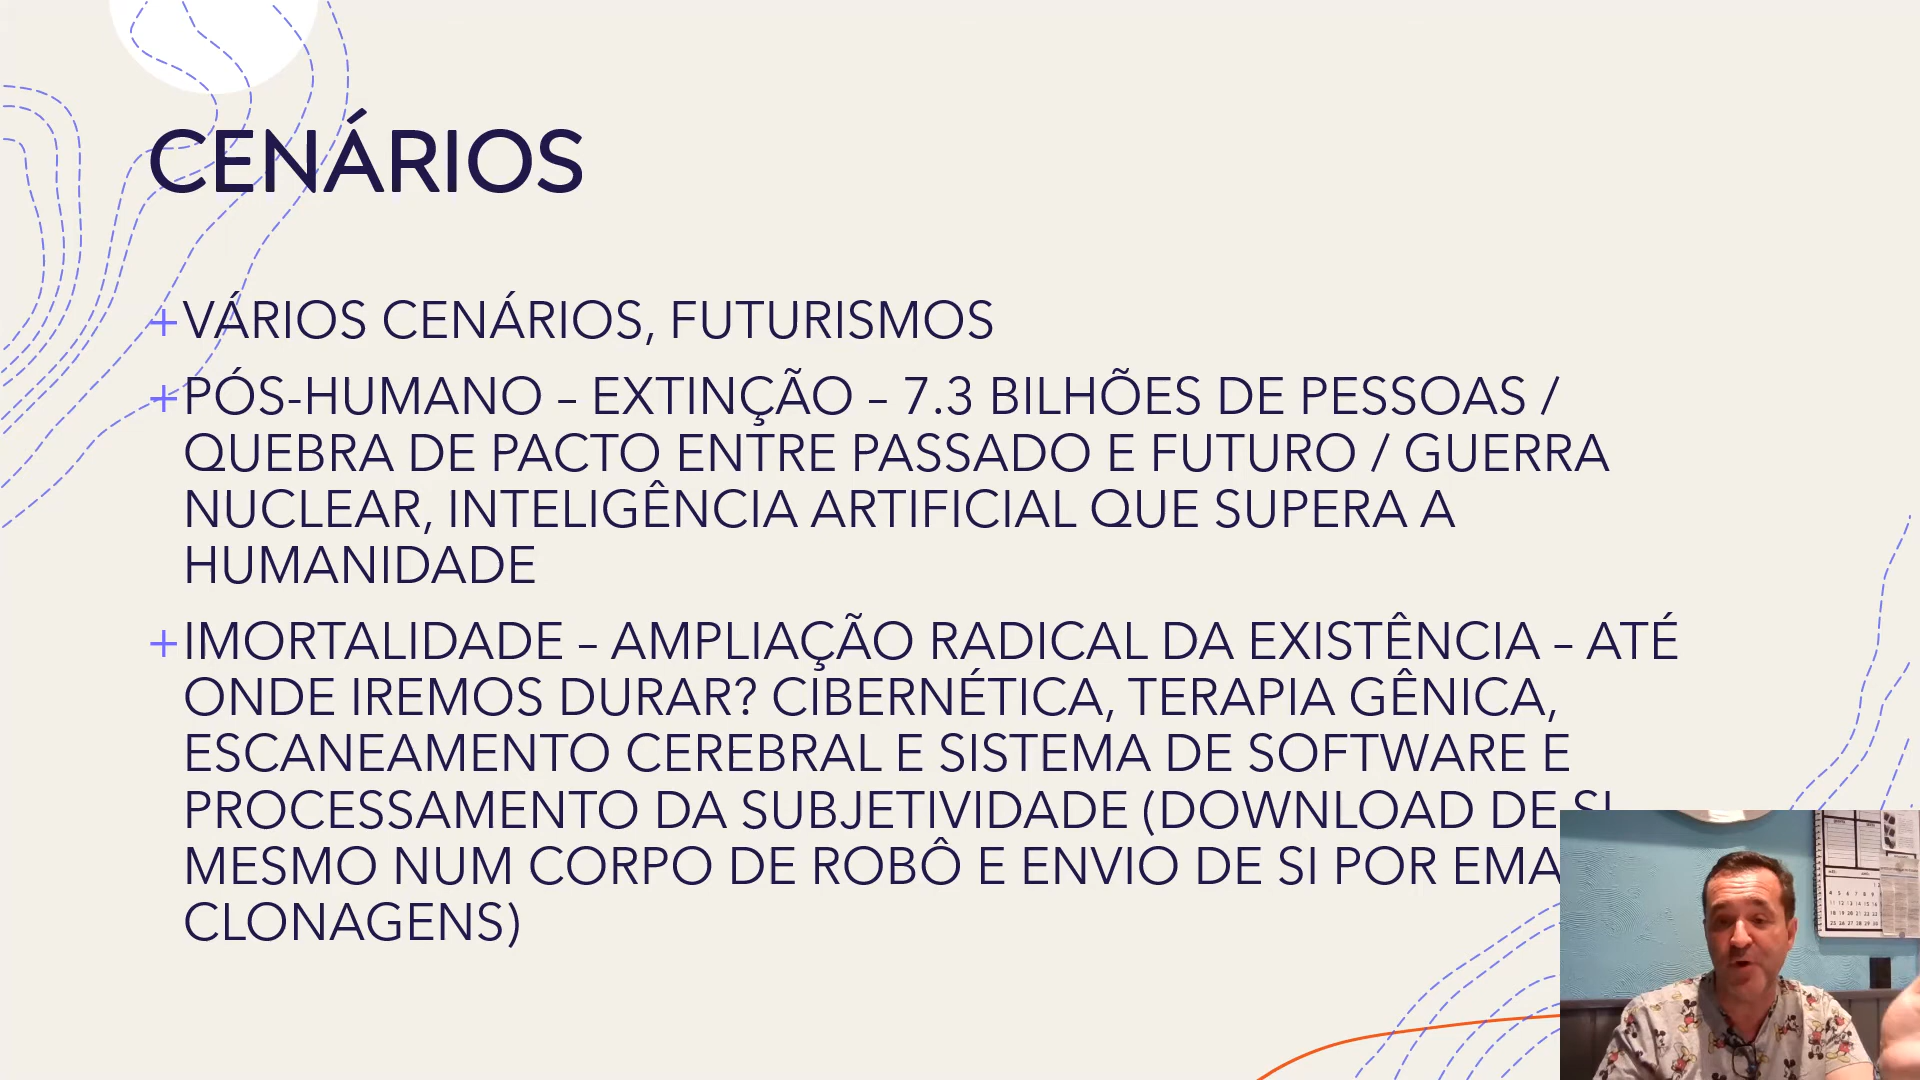 CENÁRIOS
+VÁRIOS CENÁRIOS, FUTURISMOS
+PÓS-HUMANO – EXTINÇÃO – 7.3 BILHÕES DE PESSOAS /
QUEBRA DE PACTO ENTRE PASSADO E FUTURO / GUERRA
NUCLEAR, INTELIGÊNCIA ARTIFICIAL QUE SUPERA A
HUMANIDADE
+IMORTALIDADE – AMPLIAÇÃO RADICAL DA EXISTÊNCIA – ATÉ
ONDE IREMOS DURAR? CIBERNÉTICA, TERAPIA GÊNICA,
ESCANEAMENTO CEREBRAL E SISTEMA DE SOFTWARE E
PROCESSAMENTO DA SUBJETIVIDADE (DOWNLOAD DE SI
MESMO NUM CORPO DE ROBÔ E ENVIO DE SI POR EMA
CLONAGENS)